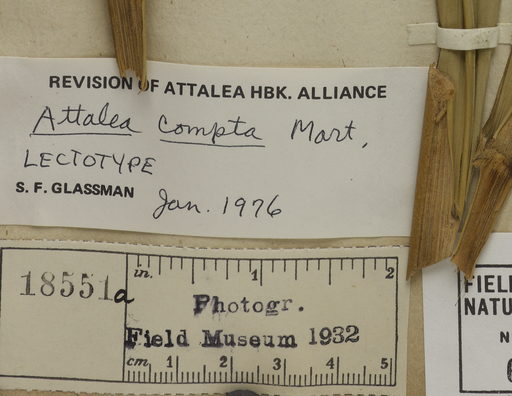 REVISION OF ATTALEA HBK. ALLIANCE
Attalea compta Mart.
LECTOTYPE
S. F. GLASSMAN
Jan. 1976
18551a
in. 1 2
Photogr.
Field Museum 1932
cm. 1 2 3 4 5
FIEL
NATU
N